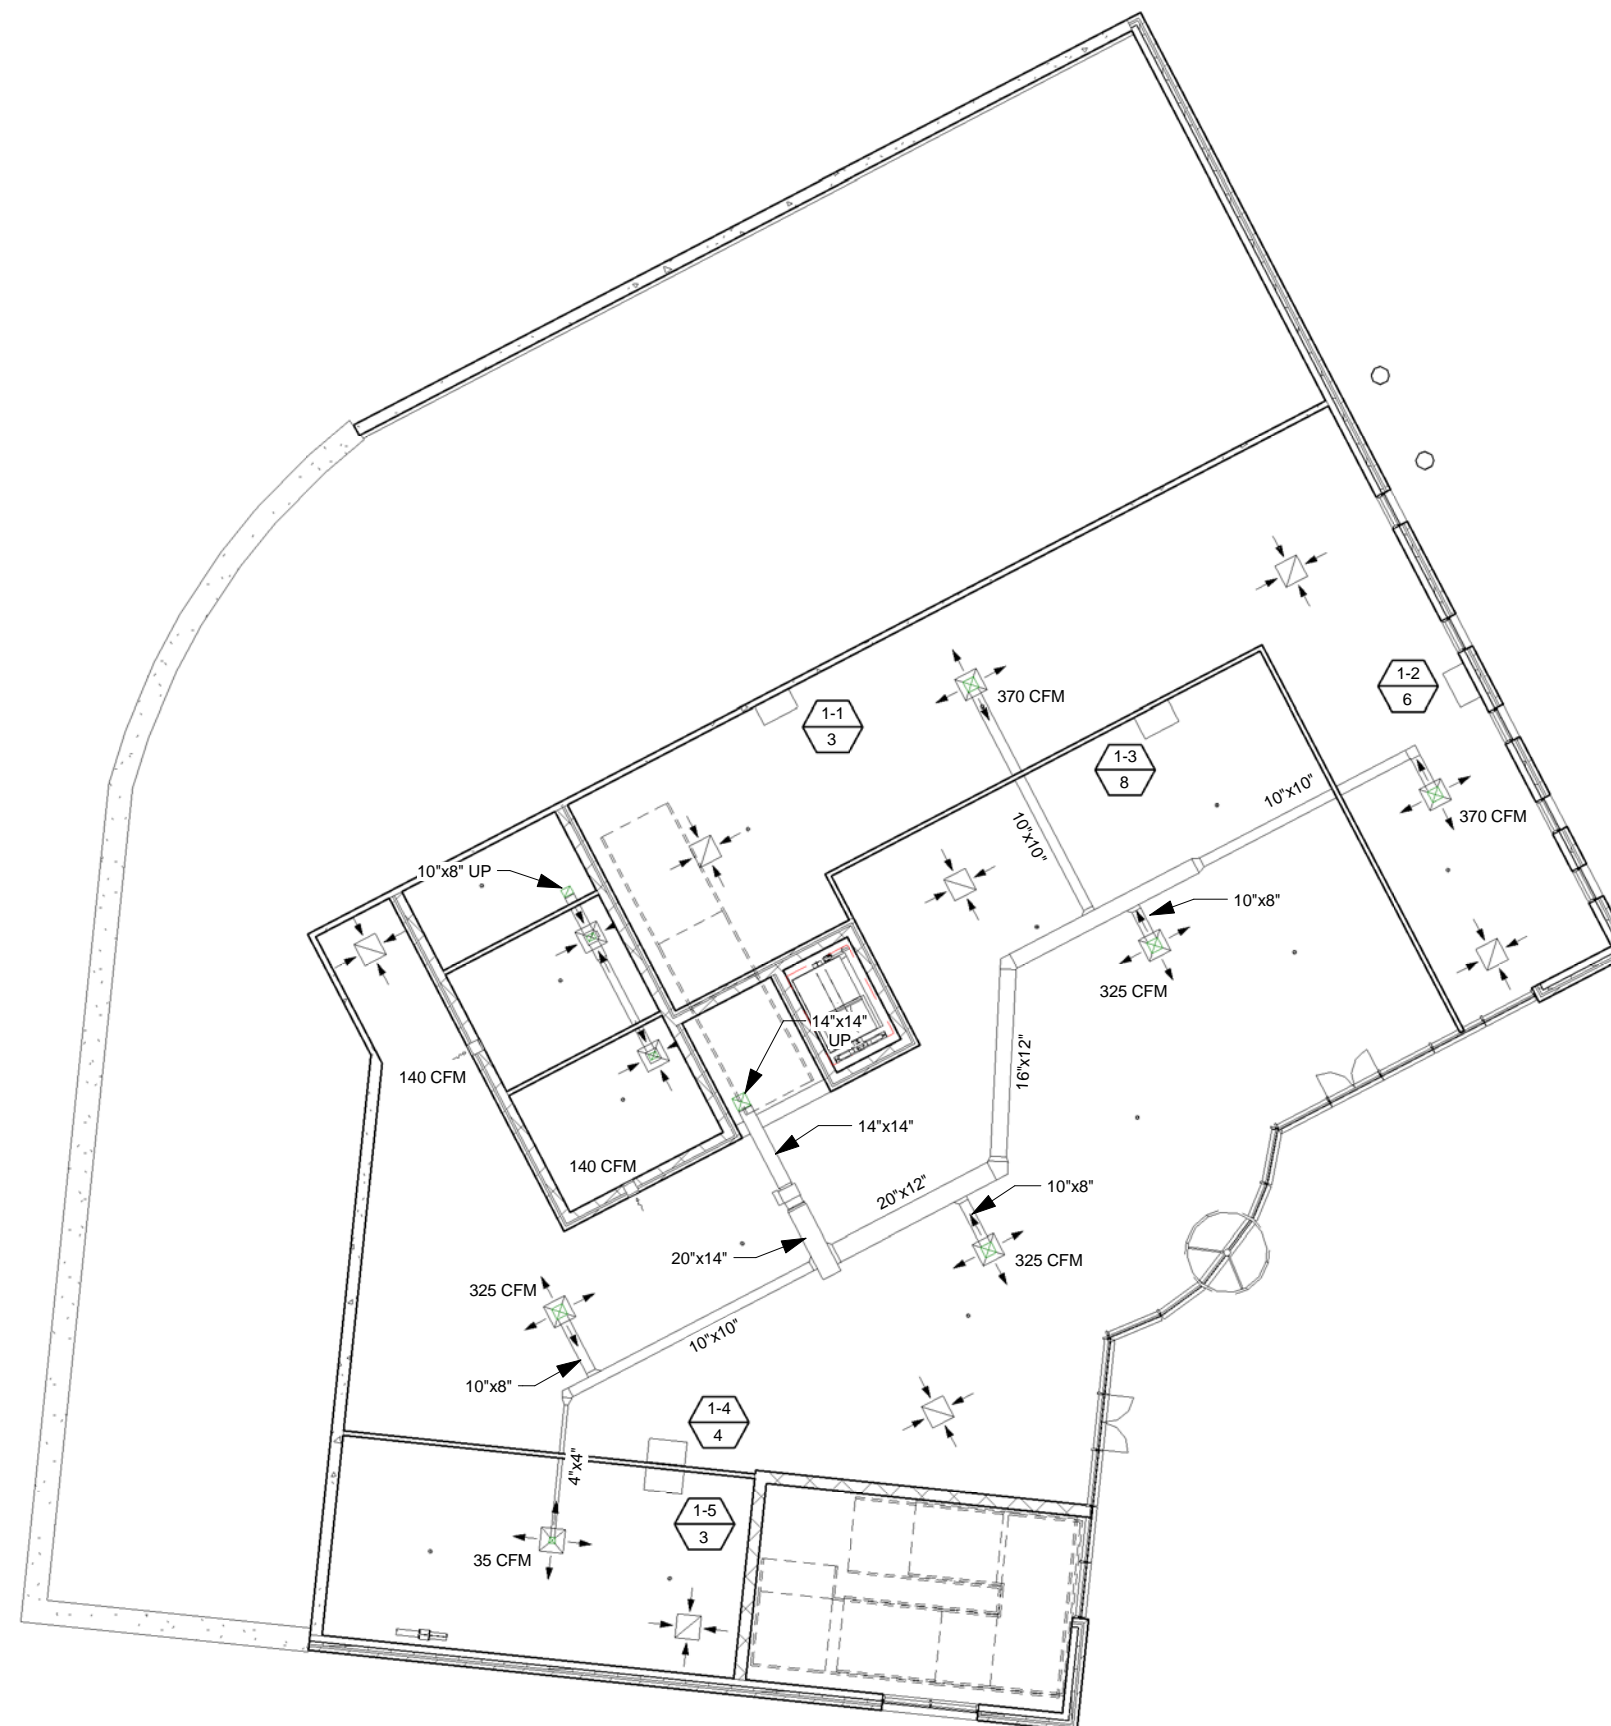 370 CFM
1-2
6
1-1
3
1-3
8
10"x10"
370 CFM
10"x10"
10"x8" UP
10"x8"
325 CFM
14"x14"
UP
16"x12"
140 CFM
14"x14"
140 CFM
20"x12"
10"x8"
20"x14"
325 CFM
325 CFM
10"x10"
10"x8"
1-4
4
4"x4"
1-5
3
35 CFM